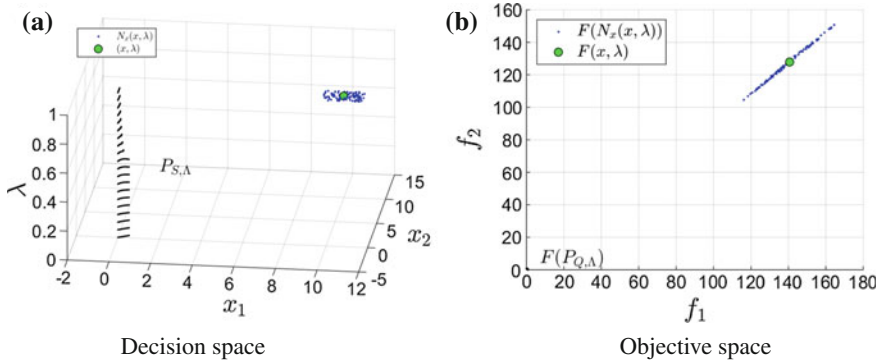 (a)
N_x(x, λ)
(x, λ)
1
0.8
0.6
0.4
0.2
0
λ
P_{S,Λ}
-2
0
2
4
6
8
10
12
x_1
15
10
5
0
-5
x_2
Decision space
(b)
160
140
120
100
80
60
40
20
0
f_2
F(N_x(x, λ))
F(x, λ)
F(P_{Q,Λ})
0
20
40
60
80
100
120
140
160
180
f_1
Objective space